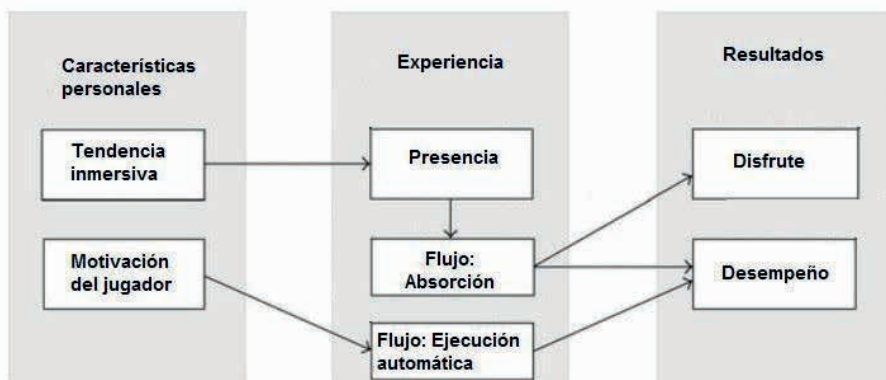 Características
personales
Experiencia
Resultados
Tendencia
inmersiva
Presencia
Disfrute
Motivación
del jugador
Flujo:
Absorción
Desempeño
Flujo: Ejecución
automática